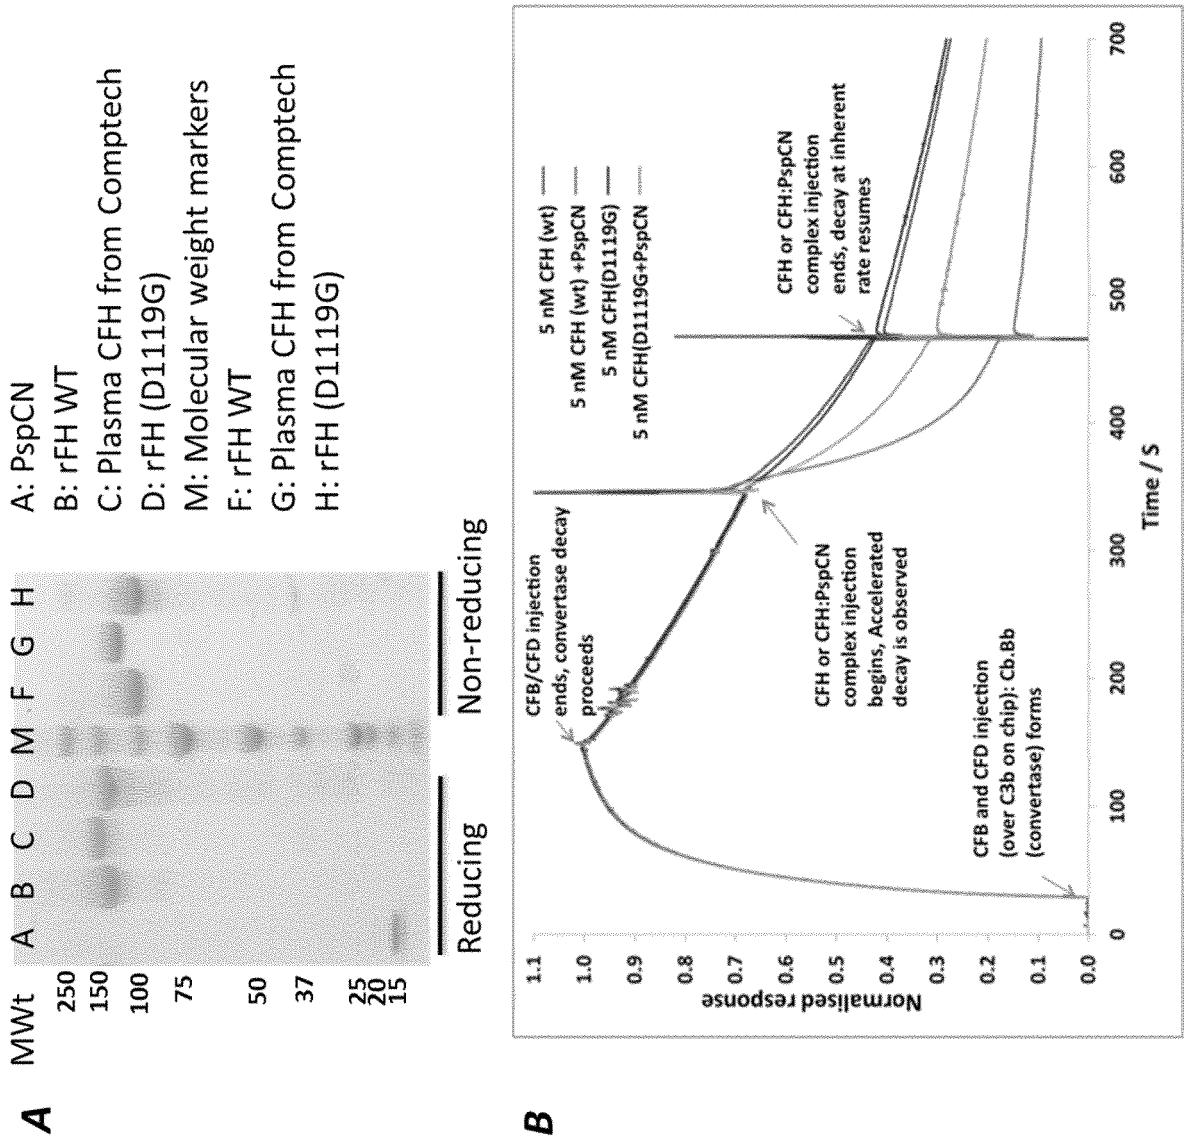 A
MWt
A B C D M F G H
250
150
100
75
50
37
25
20
15
Reducing
Non-reducing
A: PspCN
B: rFH WT
C: Plasma CFH from Comptech
D: rFH (D1119G)
M: Molecular weight markers
F: rFH WT
G: Plasma CFH from Comptech
H: rFH (D1119G)
B
Normalised response
1.1
1.0
0.9
0.8
0.7
0.6
0.5
0.4
0.3
0.2
0.1
0.0
CFB/CFD injection
ends, convertase decay
proceeds
5 nM CFH (wt)
5 nM CFH (wt) +PspCN
5 nM CFH(D1119G)
5 nM CFH(D1119G+PspCN
CFH or CFH:PspCN
complex injection
ends, decay at inherent
rate resumes
CFH or CFH:PspCN
complex injection
begins, Accelerated
decay is observed
CFB and CFD injection
(over C3b on chip): Cb.Bb
(convertase) forms
0 100 200 300 400 500 600 700
Time / S